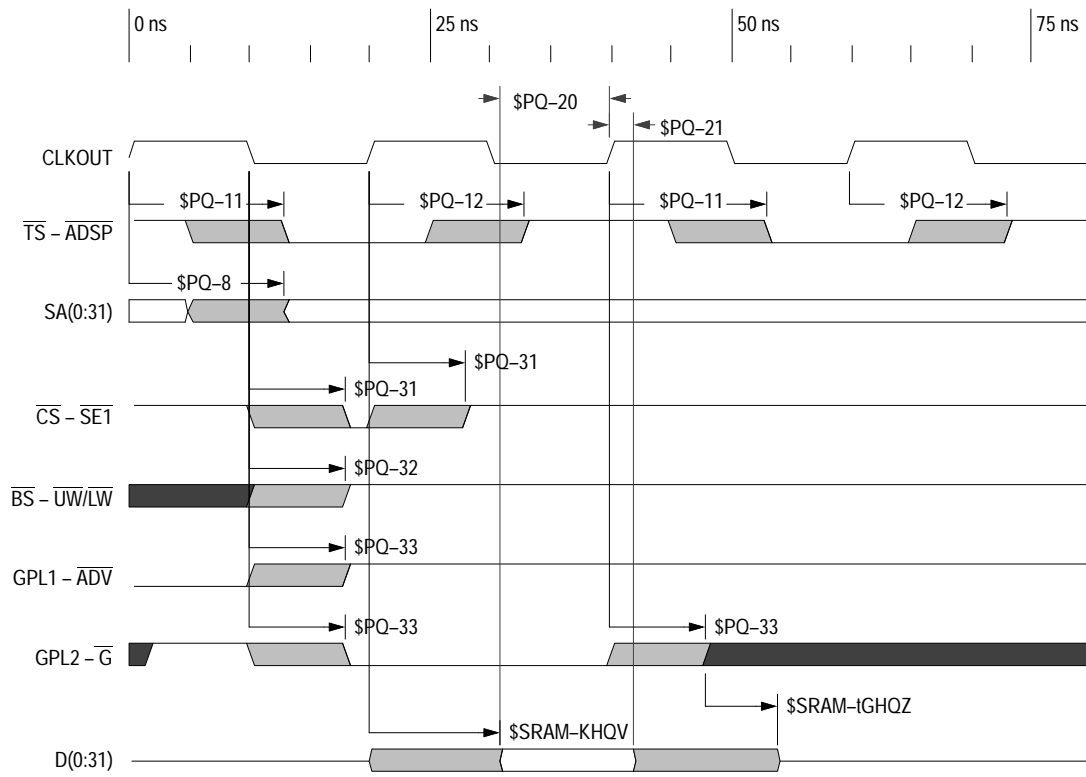 0 ns 25 ns 50 ns 75 ns
$PQ–20
$PQ–21
CLKOUT
$PQ–11 $PQ–12 $PQ–11 $PQ–12
TS – ADSP
$PQ–8
SA(0:31)
$PQ–31
$PQ–31
CS – SE1
$PQ–32
BS – UW/LW
$PQ–33
GPL1 – ADV
$PQ–33 $PQ–33
GPL2 – G
$SRAM–tGHQZ
$SRAM–KHQV
D(0:31)